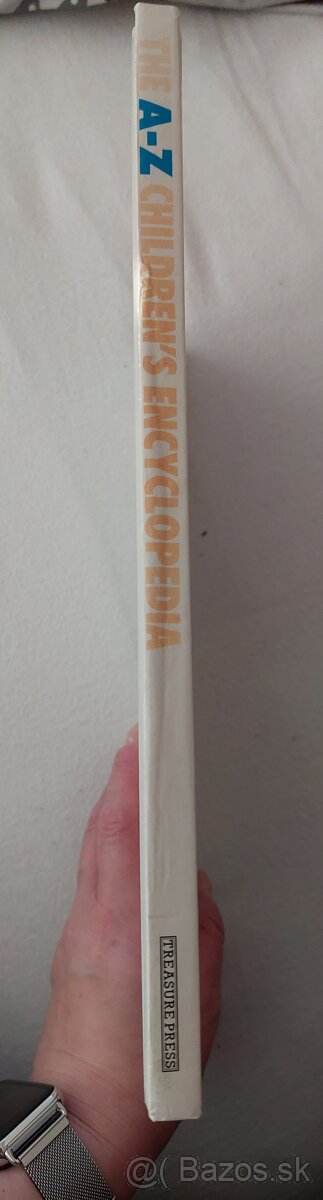 THE A-Z CHILDREN'S ENCYCLOPEDIA
TREASURE PRESS
@( Bazos.sk